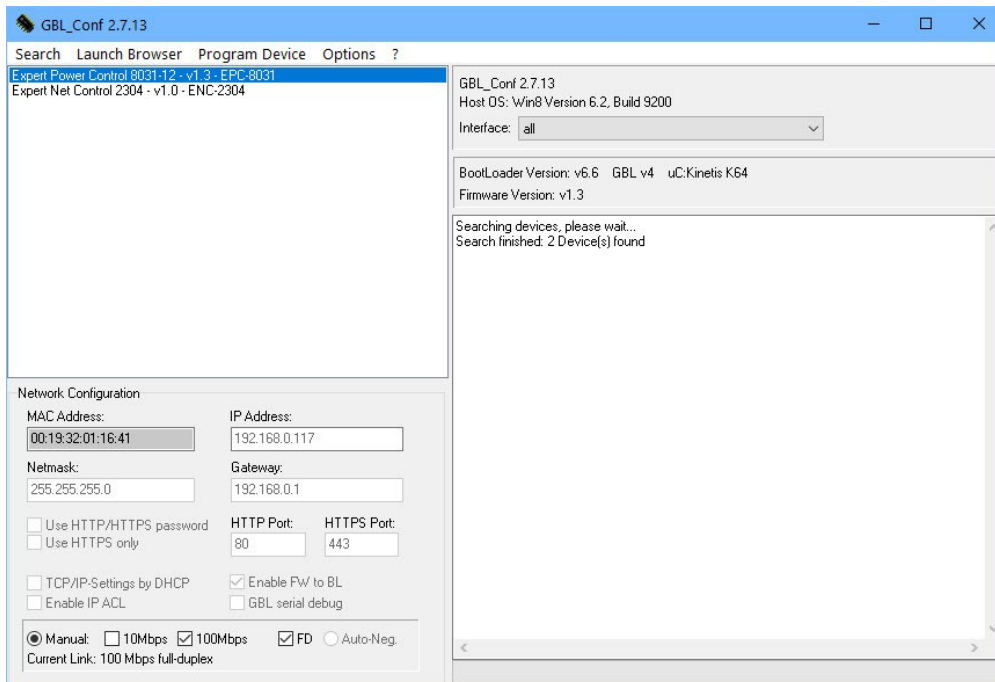 GBL_Conf 2.7.13
Search Launch Browser Program Device Options ?
Expert Power Control 8031-12 - v1.3 - EPC-8031
Expert Net Control 2304 - v1.0 - ENC-2304
GBL_Conf 2.7.13
Host OS: Win8 Version 6.2, Build 9200
Interface: all
BootLoader Version: v6.6 GBL v4 uC:Kinetis K64
Firmware Version: v1.3
Searching devices, please wait...
Search finished: 2 Device(s) found
Network Configuration
MAC Address: IP Address:
00:19:32:01:16:41 192.168.0.117
Netmask: Gateway:
255.255.255.0 192.168.0.1
Use HTTP/HTTPS password HTTP Port: HTTPS Port:
Use HTTPS only 80 443
TCP/IP-Settings by DHCP Enable FW to BL
Enable IP ACL GBL serial debug
Manual: 10Mbps 100Mbps FD Auto-Neg.
Current Link: 100 Mbps full-duplex